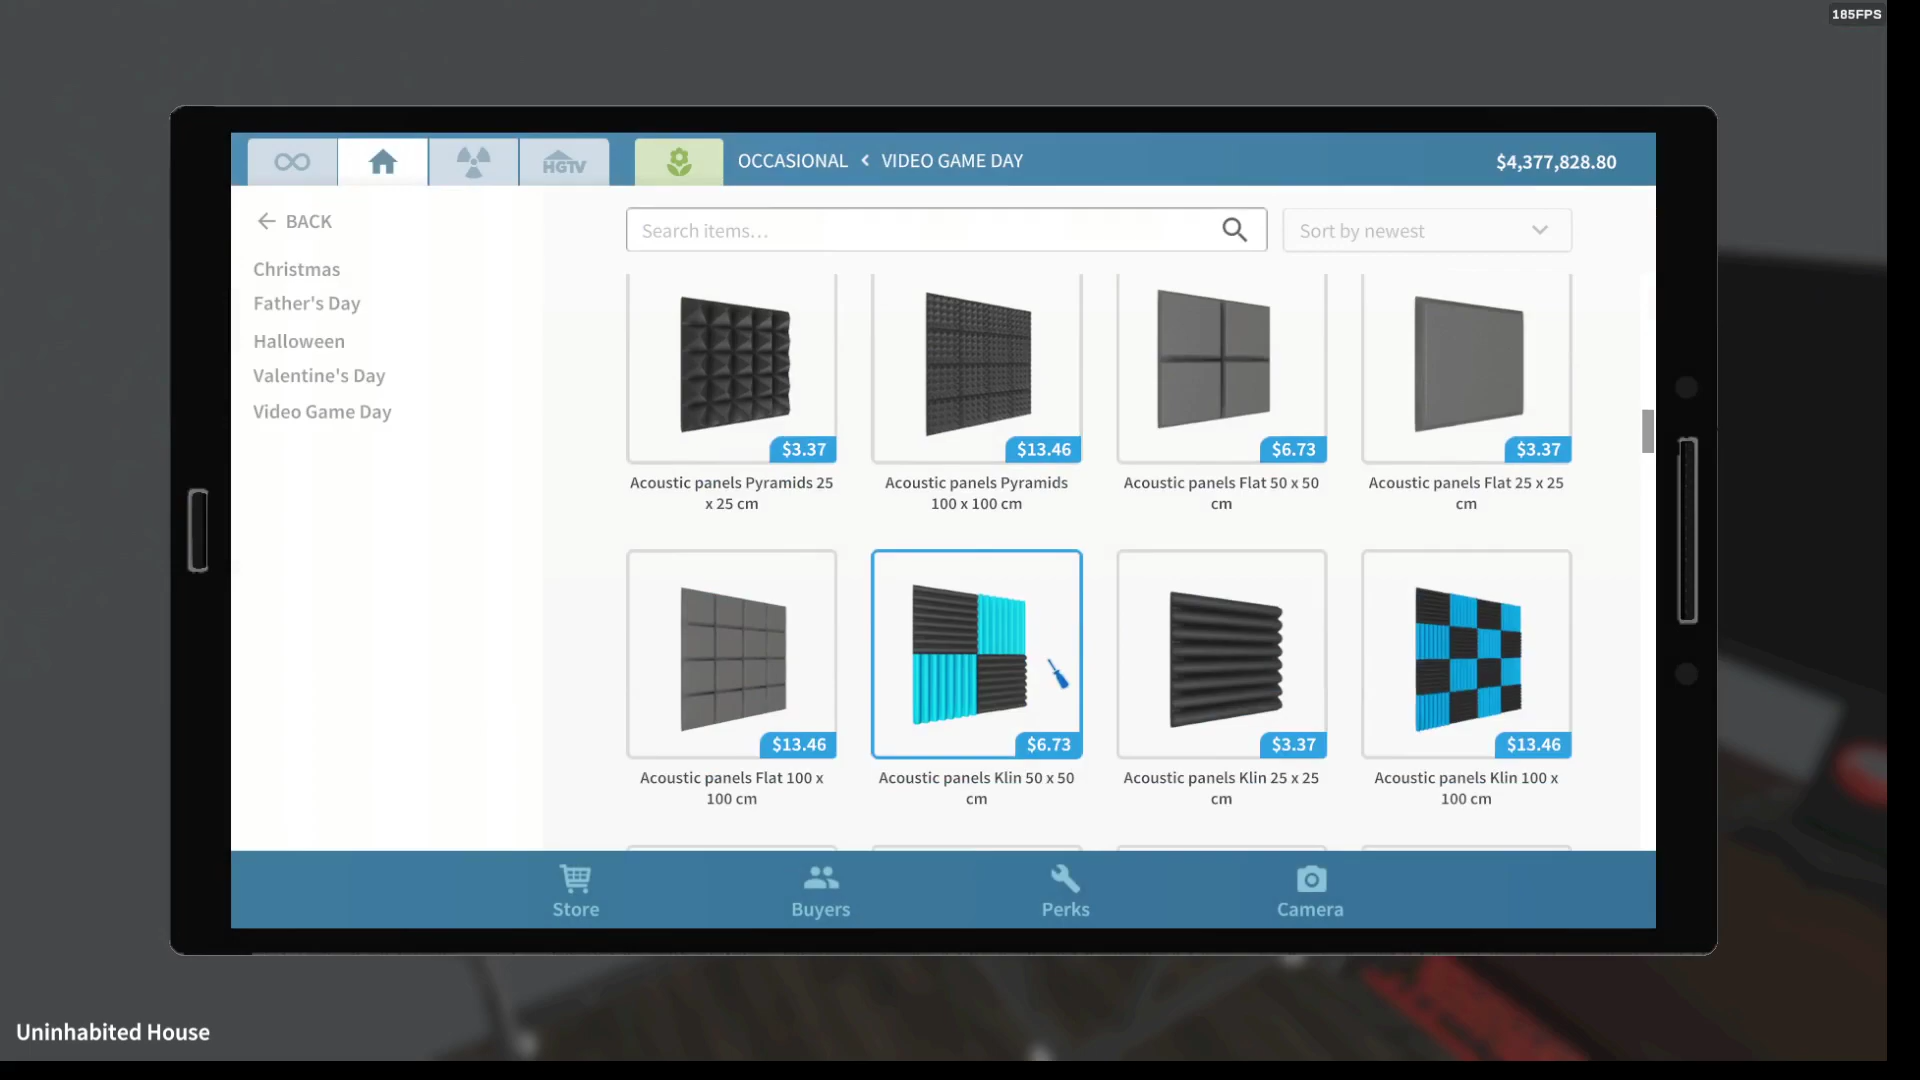 185FPS
HGTV
OCCASIONAL < VIDEO GAME DAY
$4,377,828.80
BACK
Search items...
Sort by newest
Christmas
Father's Day
Halloween
Valentine's Day
Video Game Day
$3.37
$13.46
$6.73
$3.37
Acoustic panels Pyramids 25
x 25 cm
Acoustic panels Pyramids
100 x 100 cm
Acoustic panels Flat 50 x 50
cm
Acoustic panels Flat 25 x 25
cm
$13.46
$6.73
$3.37
$13.46
Acoustic panels Flat 100 x
100 cm
Acoustic panels Klin 50 x 50
cm
Acoustic panels Klin 25 x 25
cm
Acoustic panels Klin 100 x
100 cm
Store
Buyers
Perks
Camera
Uninhabited House